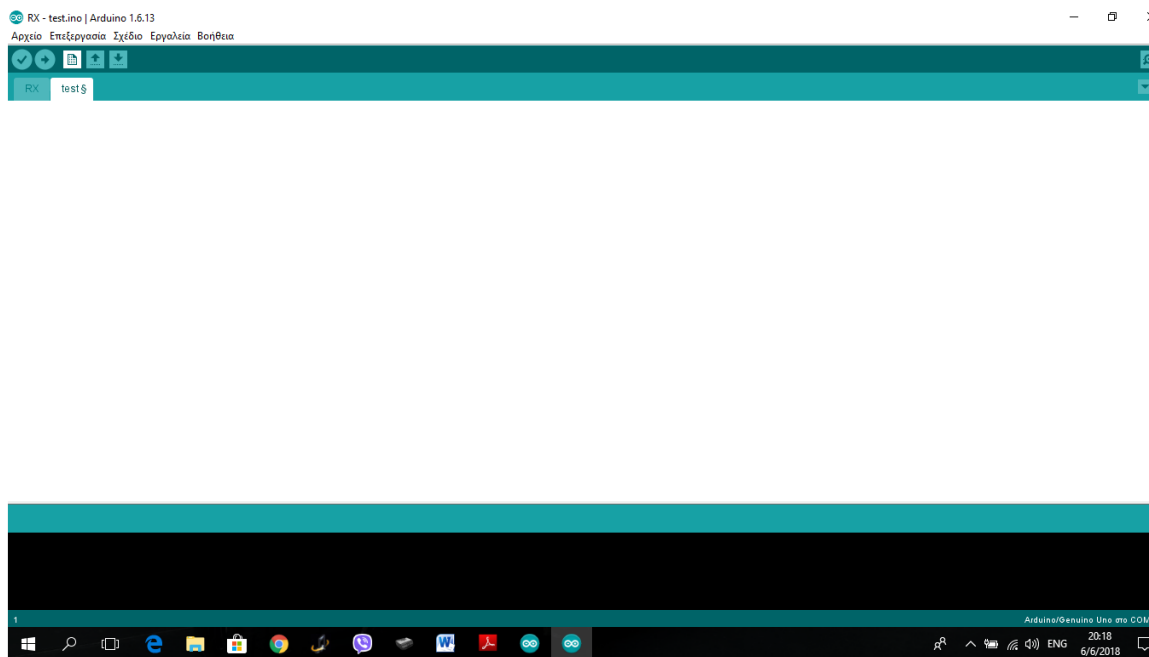 RX - test.ino | Arduino 1.6.13
Αρχείο Επεξεργασία Σχέδιο Εργαλεία Βοήθεια
RX test §
1
Arduino/Genuino Uno στο COM
ENG
20:18
6/6/2018